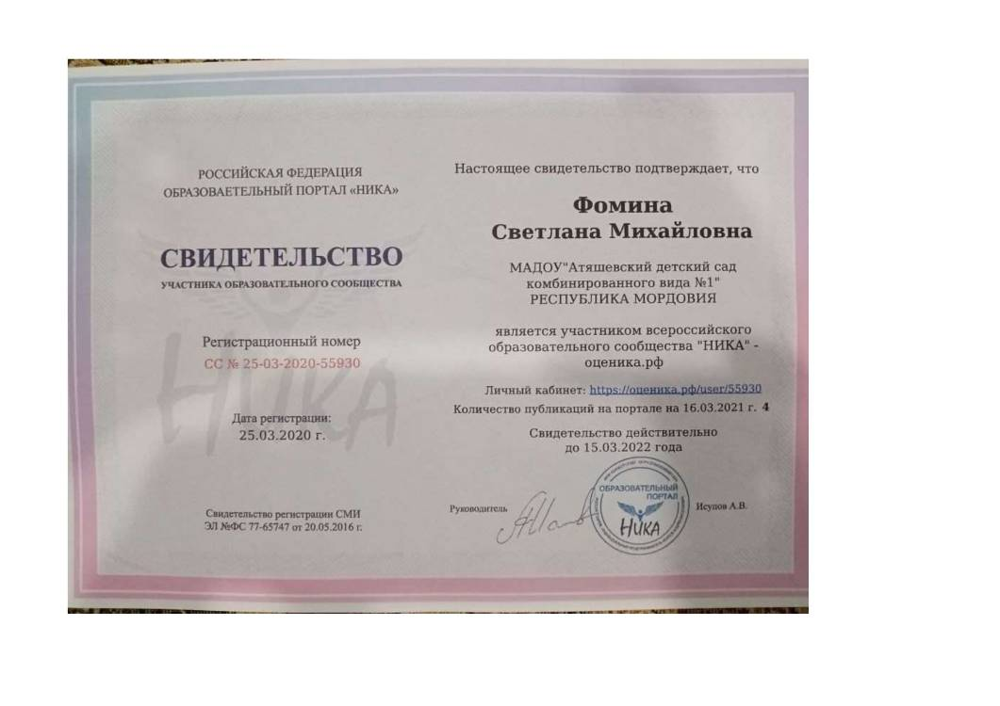 РОССИЙСКАЯ ФЕДЕРАЦИЯ
ОБРАЗОВАЕТЕЛЬНЫЙ ПОРТАЛ «НИКА»
СВИДЕТЕЛЬСТВО
УЧАСТНИКА ОБРАЗОВАТЕЛЬНОГО СООБЩЕСТВА
НИКА
Регистрационный номер
СС № 25-03-2020-55930
Дата регистрации:
25.03.2020 г.
Свидетельство регистрации СМИ
ЭЛ №ФС 77-65747 от 20.05.2016 г.
Настоящее свидетельство подтверждает, что
Фомина
Светлана Михайловна
МАДОУ"Атяшевский детский сад
комбинированного вида №1"
РЕСПУБЛИКА МОРДОВИЯ
является участником всероссийского
образовательного сообщества "НИКА" -
оценика.рф
Личный кабинет: https://оценика.рф/user/55930
Количество публикаций на портале на 16.03.2021 г. 4
Свидетельство действительно
до 15.03.2022 года
Руководитель
Исупов А.В.
ОБРАЗОВАТЕЛЬНЫЙ
ПОРТАЛ
НИКА